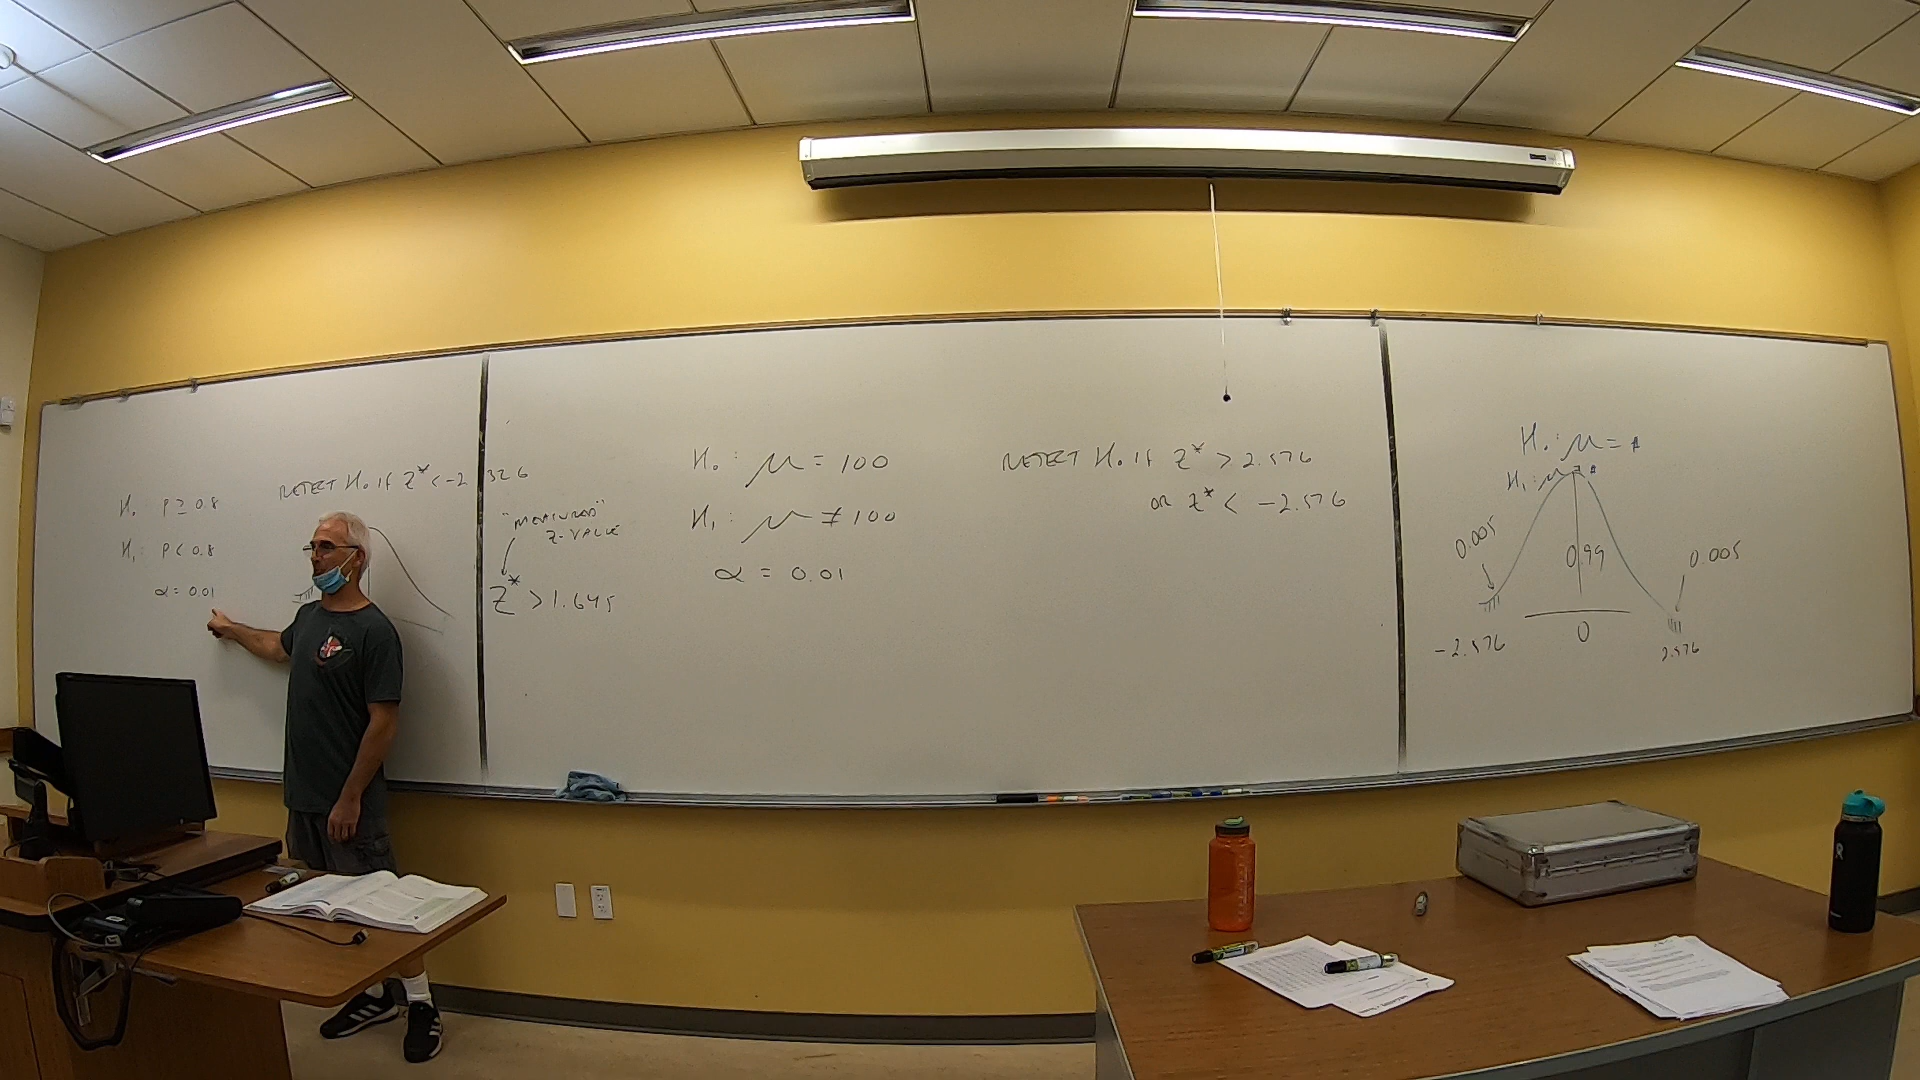 H₀: P ≥ 0.8
H₁: P < 0.8
α = 0.01
REJECT H₀ IF Z* < -2.326
"MEASURED"
Z-VALUE
Z* > 1.645
H₀: μ = 100
H₁: μ ≠ 100
α = 0.01
REJECT H₀ IF Z* > 2.576
OR Z* < -2.576
H₀: μ = #
H₁: μ ≠ #
0.005
0.99
0.005
-2.576
0
2.576